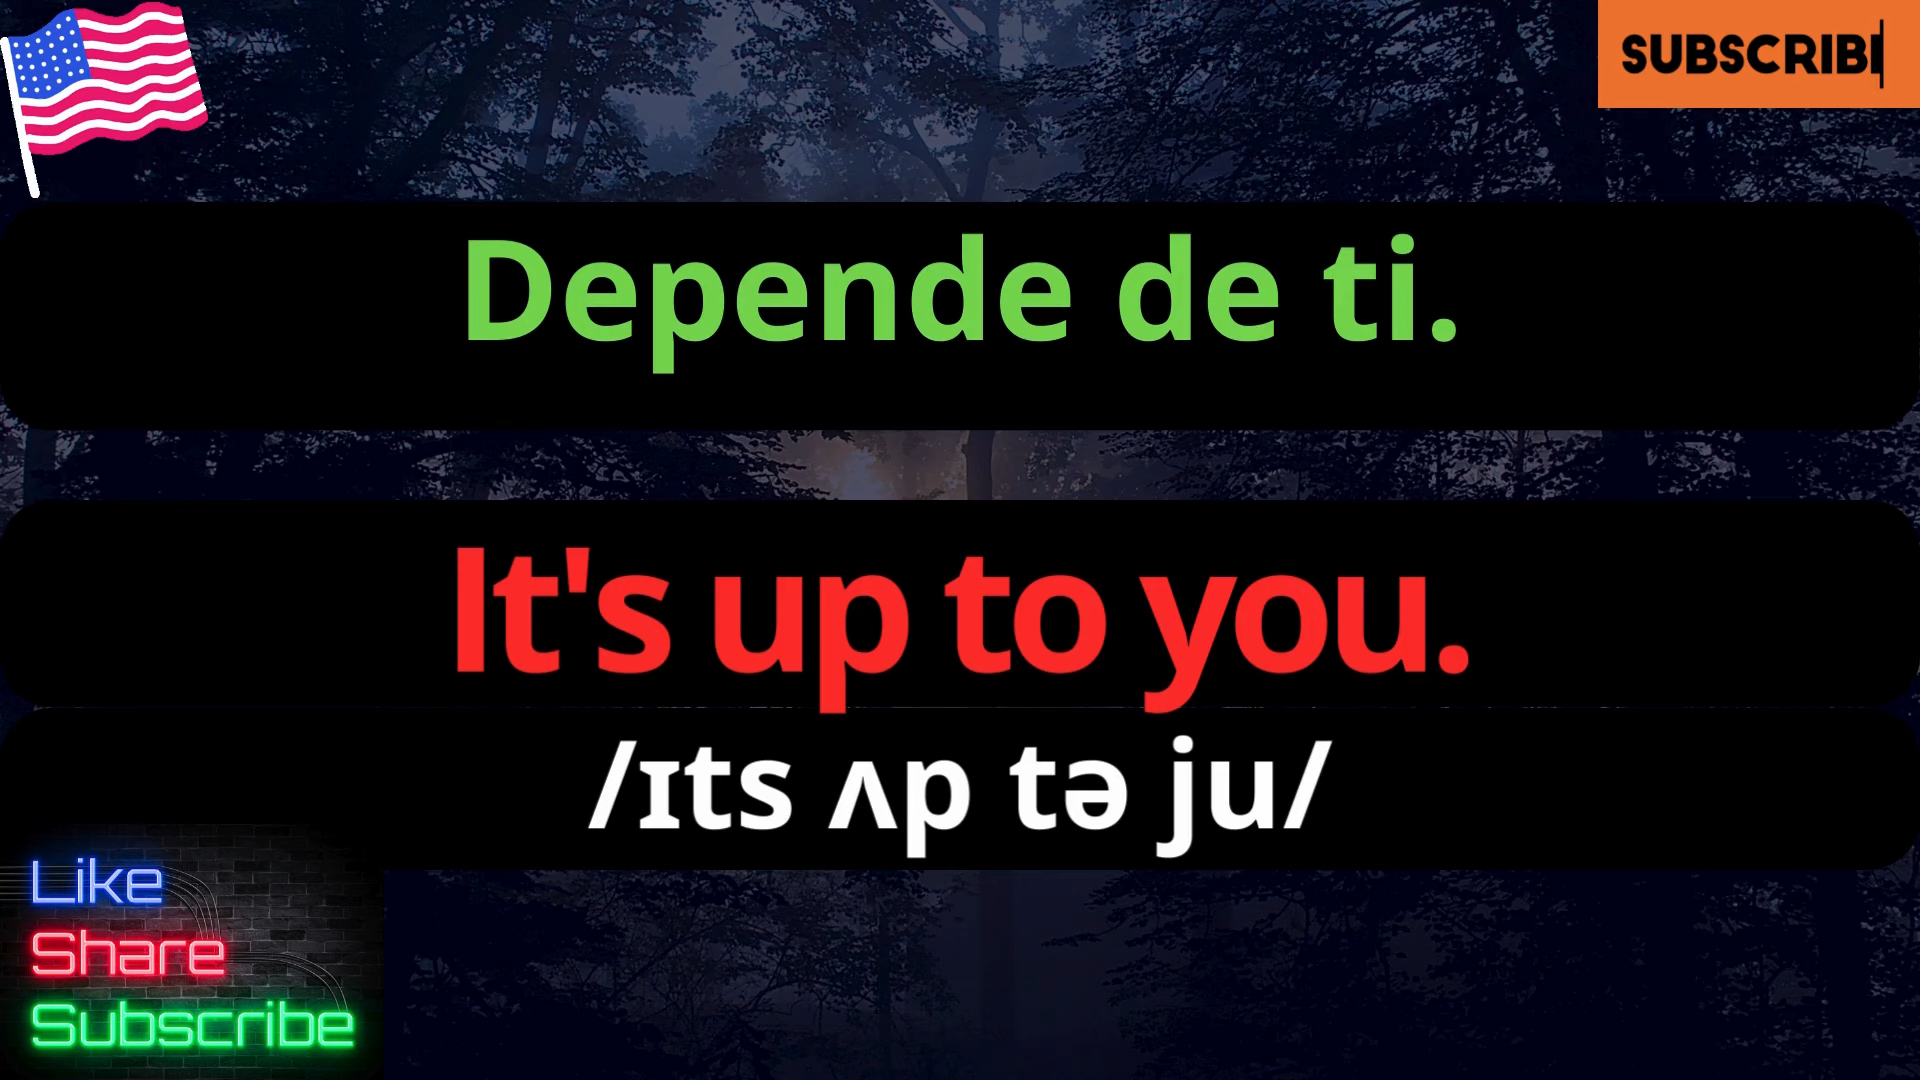 SUBSCRIB
Depende de ti.
It's up to you.
/ɪts ʌp tə ju/
Like
Share
Subscribe